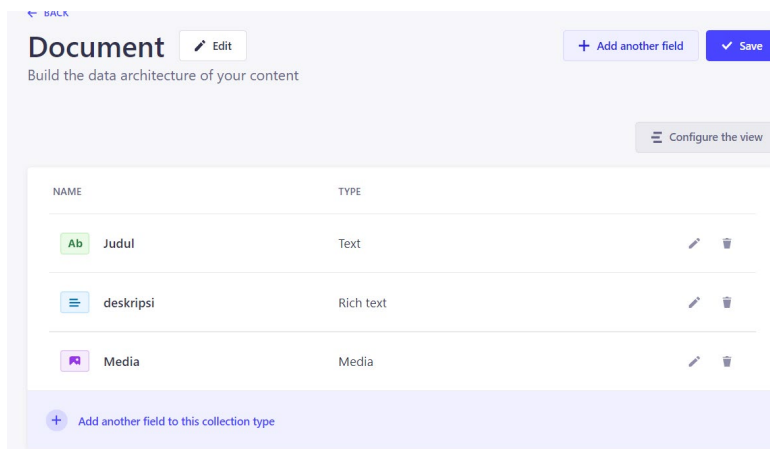 ← BACK
Document Edit + Add another field Save
Build the data architecture of your content
Configure the view
NAME TYPE
Ab Judul Text
deskripsi Rich text
Media Media
+ Add another field to this collection type